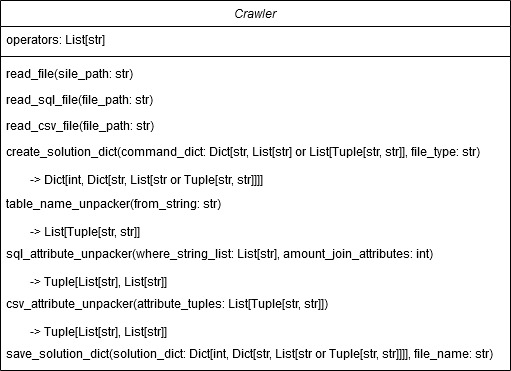 Crawler
operators: List[str]
read_file(sile_path: str)
read_sql_file(file_path: str)
read_csv_file(file_path: str)
create_solution_dict(command_dict: Dict[str, List[str] or List[Tuple[str, str]], file_type: str)
-> Dict[int, Dict[str, List[str or Tuple[str, str]]]]
table_name_unpacker(from_string: str)
-> List[Tuple[str, str]]
sql_attribute_unpacker(where_string_list: List[str], amount_join_attributes: int)
-> Tuple[List[str], List[str]]
csv_attribute_unpacker(attribute_tuples: List[Tuple[str, str]])
-> Tuple[List[str], List[str]]
save_solution_dict(solution_dict: Dict[int, Dict[str, List[str or Tuple[str, str]]]], file_name: str)